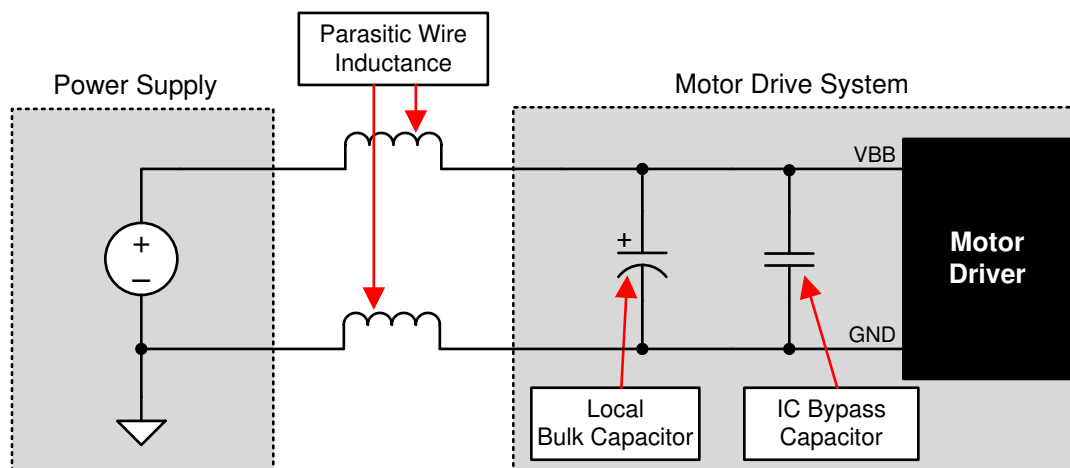 Parasitic Wire
Inductance
Power Supply
Motor Drive System
VBB
+
–
+
Motor
Driver
GND
Local
Bulk Capacitor
IC Bypass
Capacitor